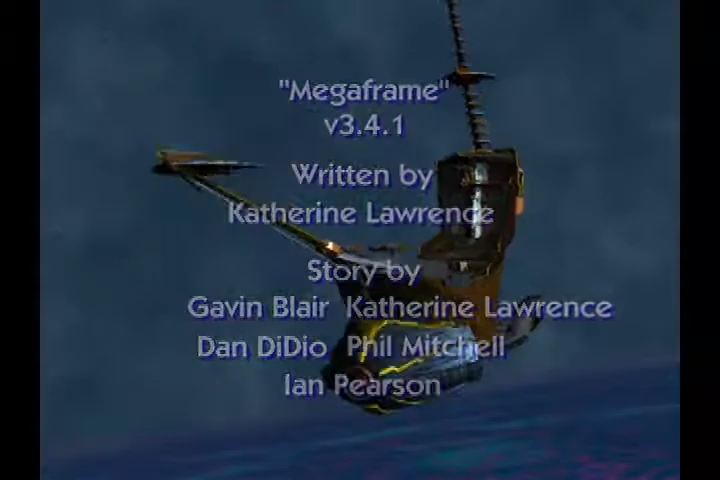 "Megaframe"
v3.4.1
Written by
Katherine Lawrence
Story by
Gavin Blair  Katherine Lawrence
Dan DiDio  Phil Mitchell
Ian Pearson